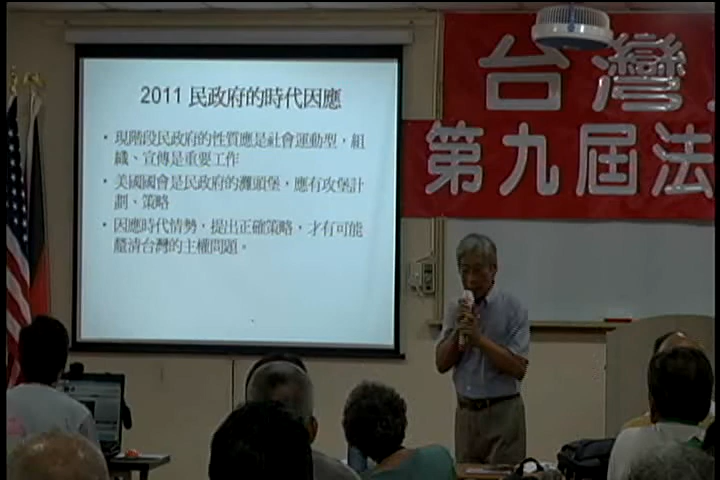 2011 民政府的時代因應
• 現階段民政府的性質應是社會運動型，組
織、宣傳是重要工作
• 美國國會是民政府的灘頭堡，應有攻堡計
劃、策略
• 因應時代情勢，提出正確策略，才有可能
釐清台灣的主權問題。
台灣
第九屆法